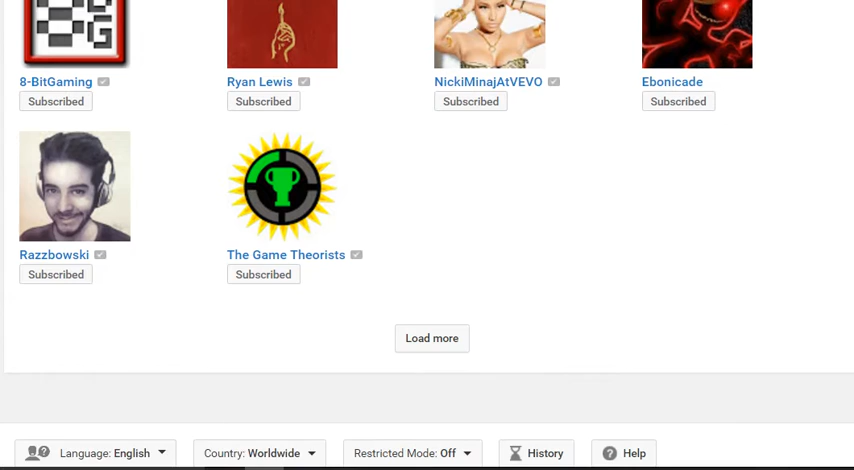 G
8-BitGaming Ryan Lewis NickiMinajAtVEVO Ebonicade
Subscribed Subscribed Subscribed Subscribed
Razzbowski The Game Theorists
Subscribed Subscribed
Load more
Language: English Country: Worldwide Restricted Mode: Off History Help